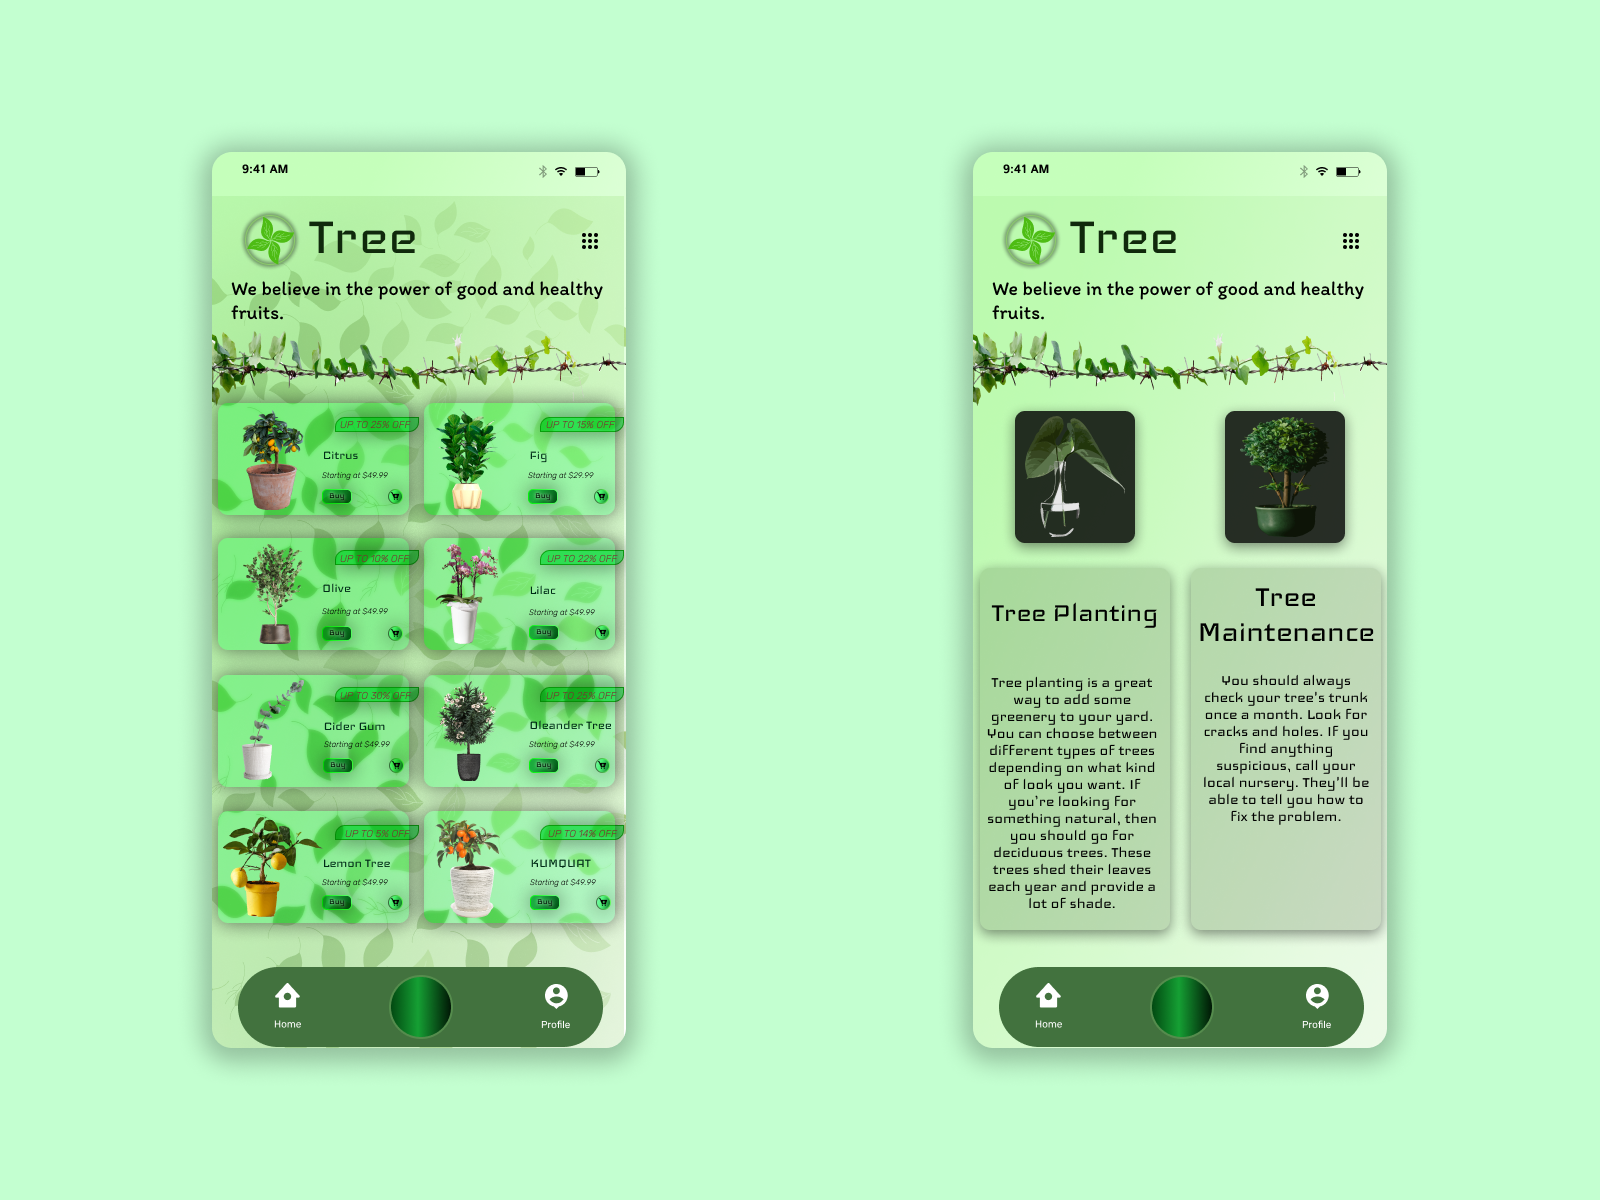 9:41 AM
Tree
We believe in the power of good and healthy
fruits.
UP TO 25% OFF
Citrus
Starting at $49.99
Buy
UP TO 15% OFF
Fig
Starting at $29.99
Buy
UP TO 10% OFF
Olive
Starting at $49.99
Buy
UP TO 22% OFF
Lilac
Starting at $49.99
Buy
UP TO 30% OFF
Cider Gum
Starting at $49.99
Buy
UP TO 25% OFF
Oleander Tree
Starting at $49.99
Buy
UP TO 5% OFF
Lemon Tree
Starting at $49.99
Buy
UP TO 14% OFF
KUMQUAT
Starting at $49.99
Buy
Home
Profile
9:41 AM
Tree
We believe in the power of good and healthy
fruits.
Tree Planting
Tree planting is a great
way to add some
greenery to your yard.
You can choose between
different types of trees
depending on what kind
of look you want. If
you're looking for
something natural, then
you should go for
deciduous trees. These
trees shed their leaves
each year and provide a
lot of shade.
Tree
Maintenance
You should always
check your tree's trunk
once a month. Look for
cracks and holes. If you
find anything
suspicious, call your
local nursery. They'll be
able to tell you how to
fix the problem.
Home
Profile